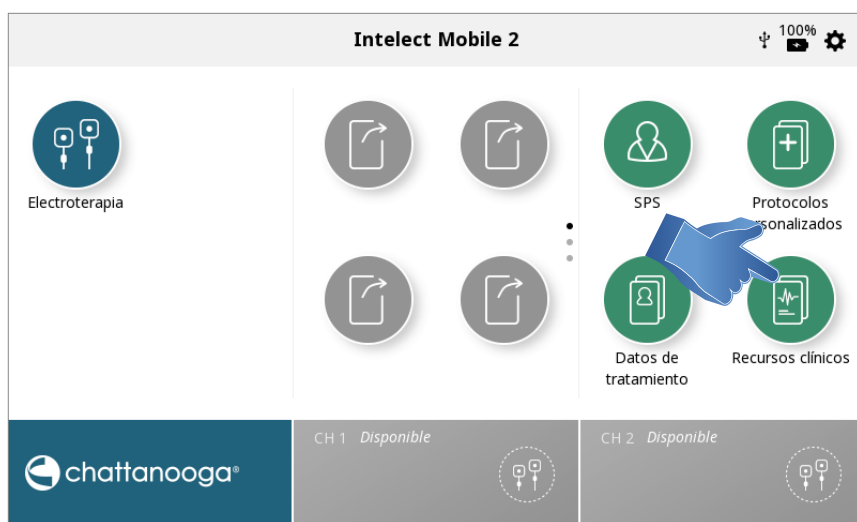 Intelect Mobile 2
100%
Electroterapia
SPS
Protocolos
personalizados
Datos de
tratamiento
Recursos clínicos
chattanooga®
CH 1 Disponible
CH 2 Disponible